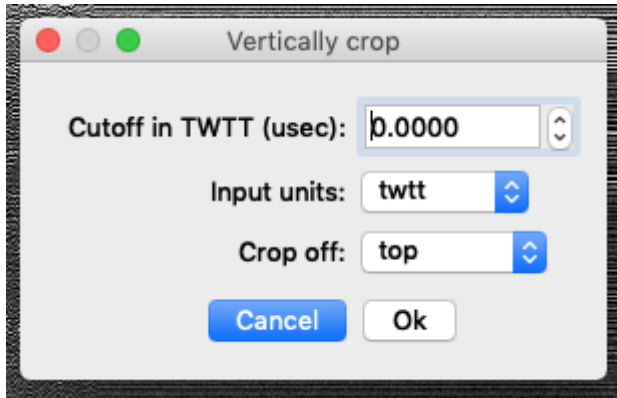 Vertically crop
Cutoff in TWTT (usec): 0.0000
Input units: twtt
Crop off: top
Cancel Ok